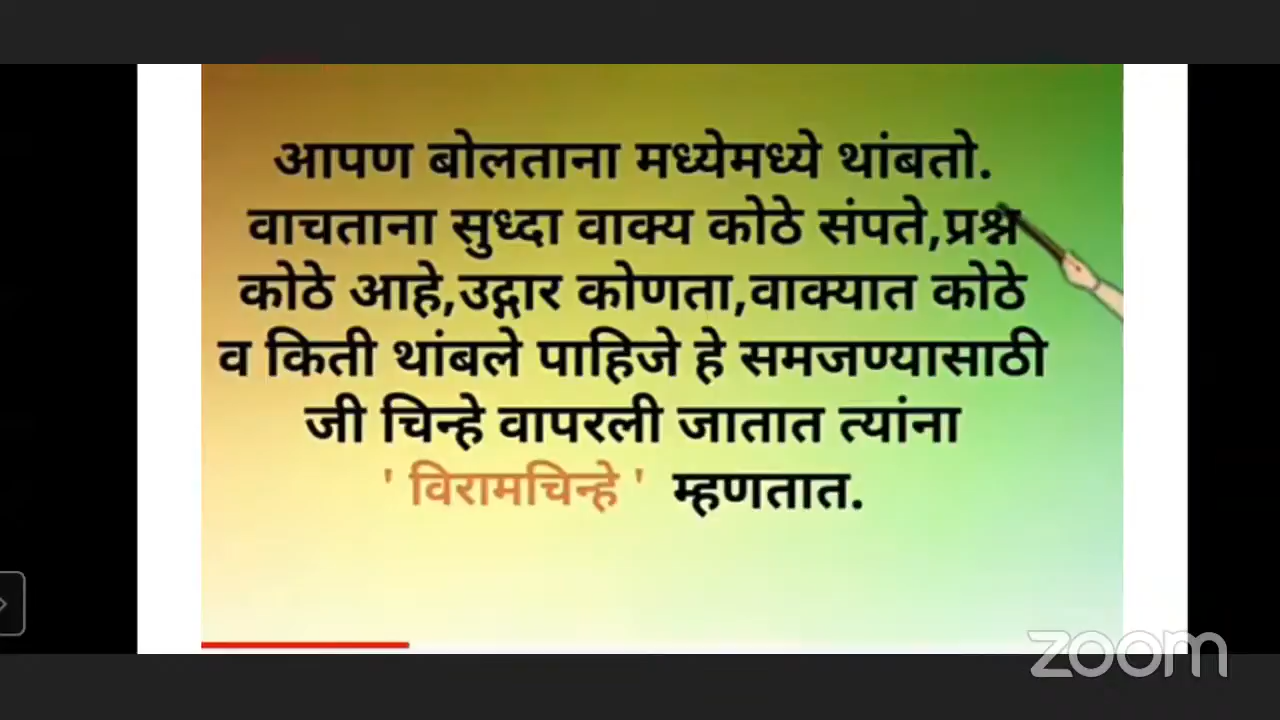 आपण बोलताना मध्येमध्ये थांबतो.
वाचताना सुध्दा वाक्य कोठे संपते,प्रश्न
कोठे आहे,उद्गार कोणता,वाक्यात कोठे
व किती थांबले पाहिजे हे समजण्यासाठी
जी चिन्हे वापरली जातात त्यांना
' विरामचिन्हे ' म्हणतात.
zoom